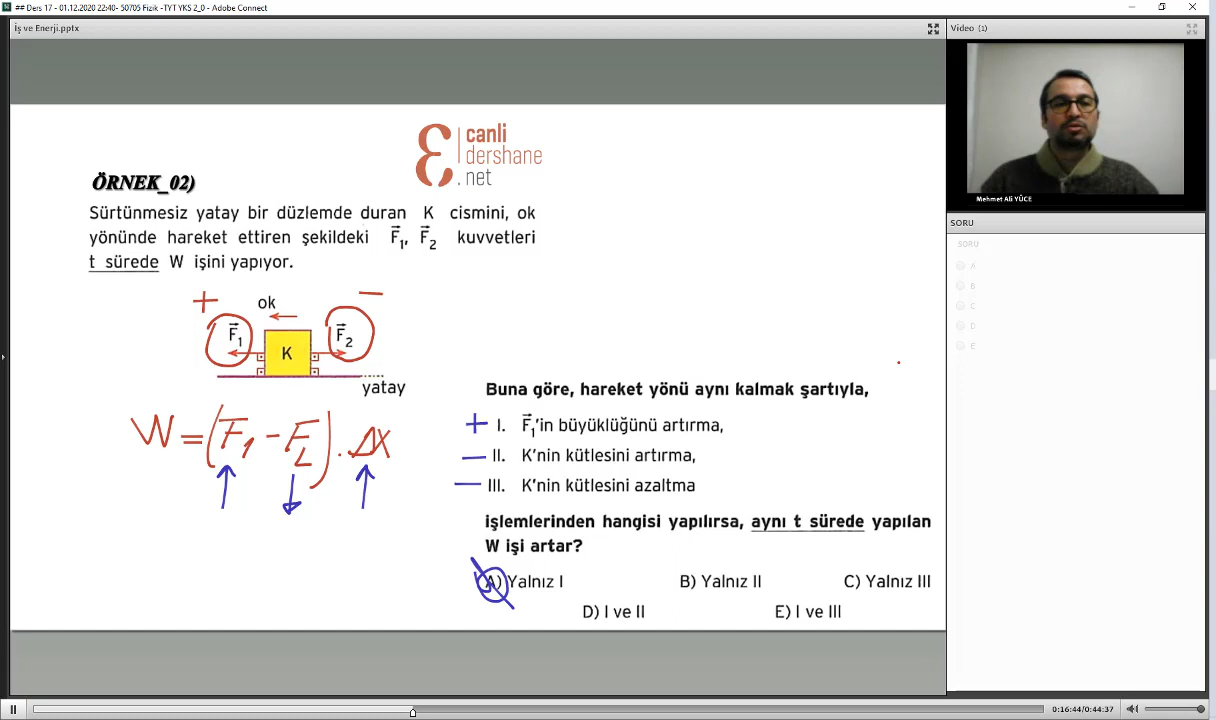 ## Ders 17 - 01.12.2020 22:40- 50705 Fizik -TYT YKS 2_0 - Adobe Connect
İş ve Enerji.pptx
Video (1)
canli
dershane
.net
ÖRNEK_02)
Sürtünmesiz yatay bir düzlemde duran K cismini, ok
yönünde hareket ettiren şekildeki F₁, F₂ kuvvetleri
t sürede W işini yapıyor.
+ −
ok
F₁ F₂
K
yatay
W = (F₁ − F₂) . ΔX
Buna göre, hareket yönü aynı kalmak şartıyla,
+ I. F₁'in büyüklüğünü artırma,
− II. K'nin kütlesini artırma,
− III. K'nin kütlesini azaltma
işlemlerinden hangisi yapılırsa, aynı t sürede yapılan
W işi artar?
A) Yalnız I B) Yalnız II C) Yalnız III
D) I ve II E) I ve III
Mehmet Ali YÜCE
SORU
SORU
A
B
C
D
E
0:16:44/0:44:37